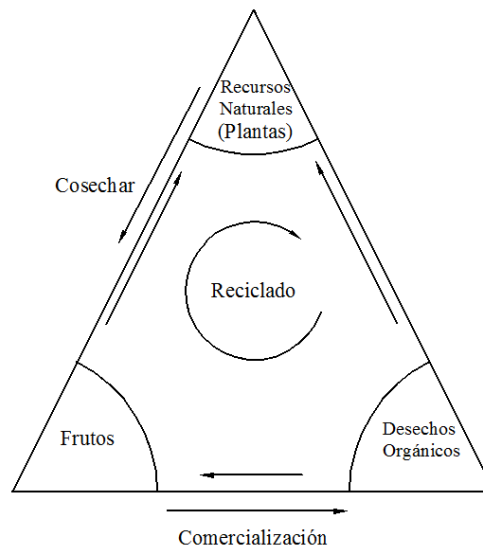 Recursos
Naturales
(Plantas)
Cosechar
Reciclado
Frutos
Desechos
Orgánicos
Comercialización